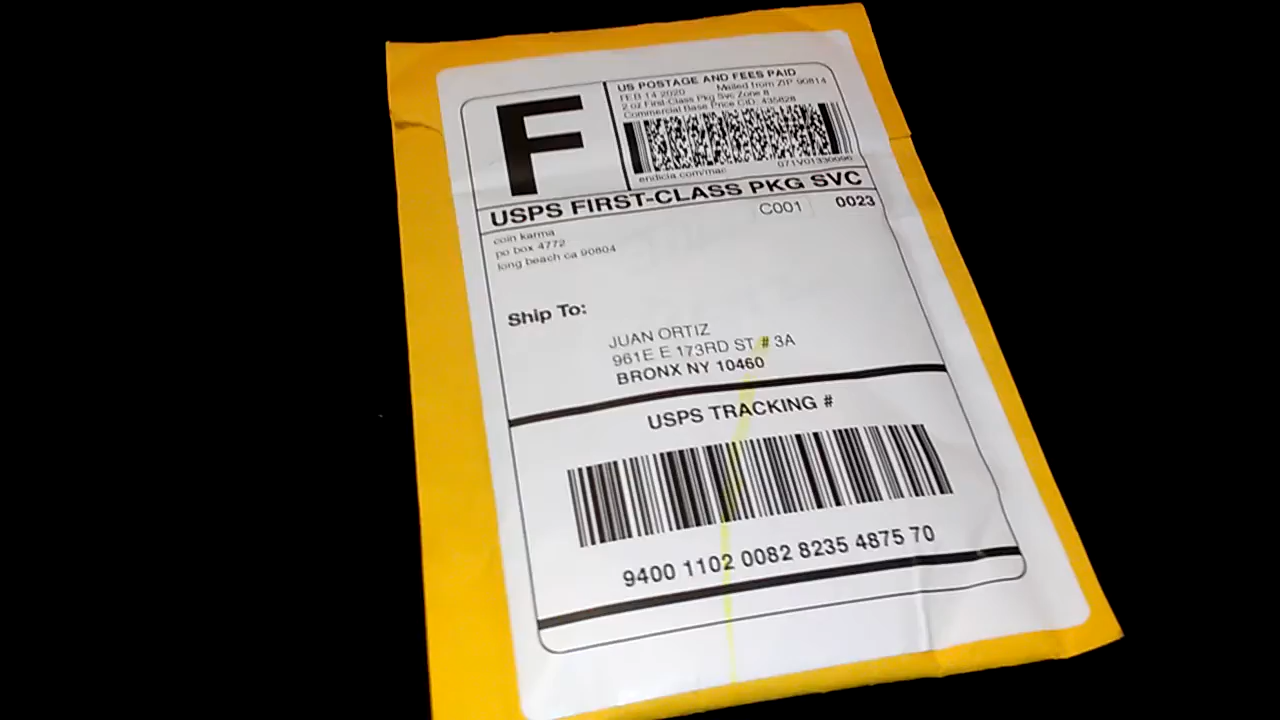 F
US POSTAGE AND FEES PAID
FEB 14 2020 Mailed from ZIP 90814
2 oz First-Class Pkg Svc Zone 8
Commercial Base Price CID: 435828
endicia.com/mac 071V01330096
USPS FIRST-CLASS PKG SVC
C001 0023
coin karma
po box 4772
long beach ca 90804
Ship To:
JUAN ORTIZ
961E E 173RD ST # 3A
BRONX NY 10460
USPS TRACKING #
9400 1102 0082 8235 4875 70